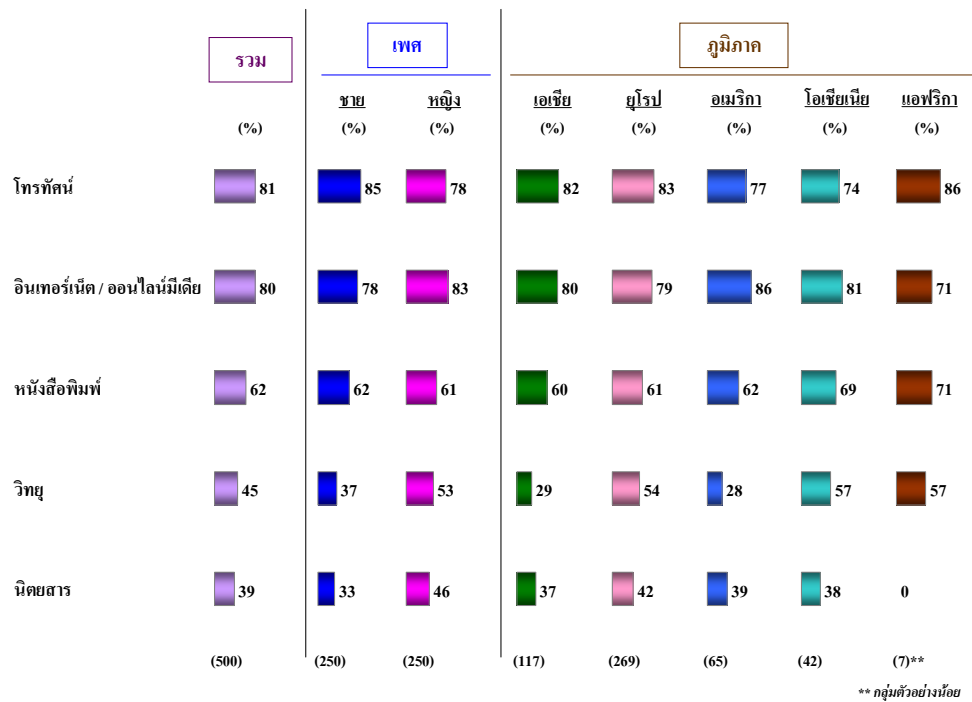 รวม เพศ ภูมิภาค
ชาย หญิง เอเชีย ยุโรป อเมริกา โอเชียเนีย แอฟริกา
(%) (%) (%) (%) (%) (%) (%) (%)
โทรทัศน์ 81 85 78 82 83 77 74 86
อินเทอร์เน็ต / ออนไลน์มีเดีย 80 78 83 80 79 86 81 71
หนังสือพิมพ์ 62 62 61 60 61 62 69 71
วิทยุ 45 37 53 29 54 28 57 57
นิตยสาร 39 33 46 37 42 39 38 0
(500) (250) (250) (117) (269) (65) (42) (7)**
** กลุ่มตัวอย่างน้อย